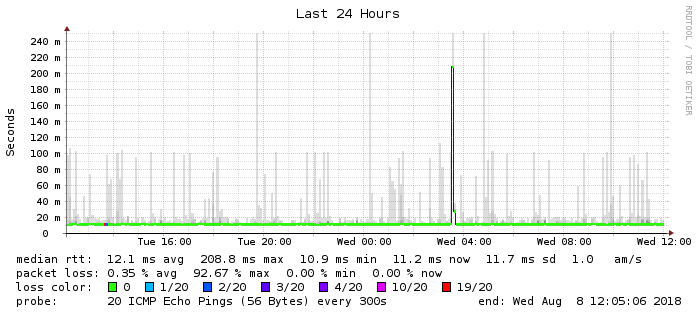 Last 24 Hours
RRDTOOL / TOBI OETIKER
Seconds
240 m
220 m
200 m
180 m
160 m
140 m
120 m
100 m
80 m
60 m
40 m
20 m
0
Tue 16:00 Tue 20:00 Wed 00:00 Wed 04:00 Wed 08:00 Wed 12:00
median rtt: 12.1 ms avg 208.8 ms max 10.9 ms min 11.2 ms now 11.7 ms sd 1.0 am/s
packet loss: 0.35 % avg 92.67 % max 0.00 % min 0.00 % now
loss color: 0 1/20 2/20 3/20 4/20 10/20 19/20
probe: 20 ICMP Echo Pings (56 Bytes) every 300s end: Wed Aug 8 12:05:06 2018